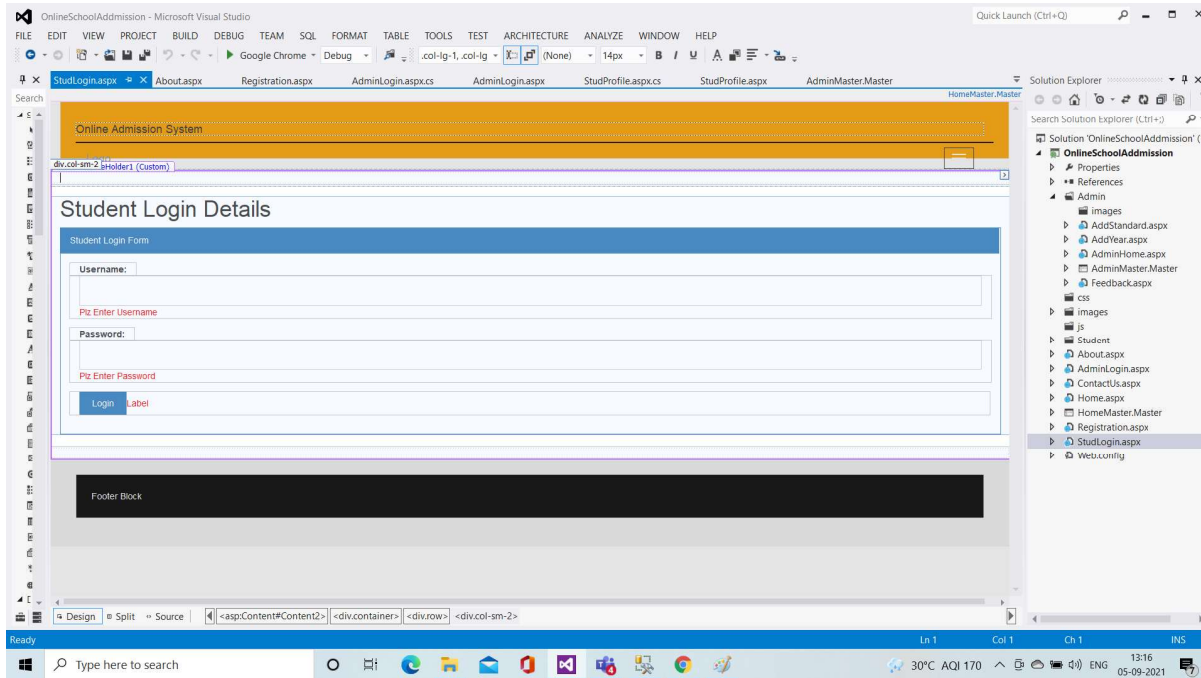 OnlineSchoolAddmission - Microsoft Visual Studio
Quick Launch (Ctrl+Q)
FILE EDIT VIEW PROJECT BUILD DEBUG TEAM SQL FORMAT TABLE TOOLS TEST ARCHITECTURE ANALYZE WINDOW HELP
Google Chrome Debug .col-lg-1, .col-lg (None) 14px B I U A
StudLogin.aspx About.aspx Registration.aspx AdminLogin.aspx.cs AdminLogin.aspx StudProfile.aspx.cs StudProfile.aspx AdminMaster.Master
Search
HomeMaster.Master
Online Admission System
div.col-sm-2 eHolder1 (Custom)
Student Login Details
Student Login Form
Username:
Plz Enter Username
Password:
Plz Enter Password
Login Label
Footer Block
Design Split Source <asp:Content#Content2> <div.container> <div.row> <div.col-sm-2>
Solution Explorer
Search Solution Explorer (Ctrl+;)
Solution 'OnlineSchoolAddmission' (
OnlineSchoolAddmission
Properties
References
Admin
images
AddStandard.aspx
AddYear.aspx
AdminHome.aspx
AdminMaster.Master
Feedback.aspx
css
images
js
Student
About.aspx
AdminLogin.aspx
ContactUs.aspx
Home.aspx
HomeMaster.Master
Registration.aspx
StudLogin.aspx
Web.config
Ready Ln 1 Col 1 Ch 1 INS
Type here to search
30°C AQI 170 ENG 13:16
05-09-2021